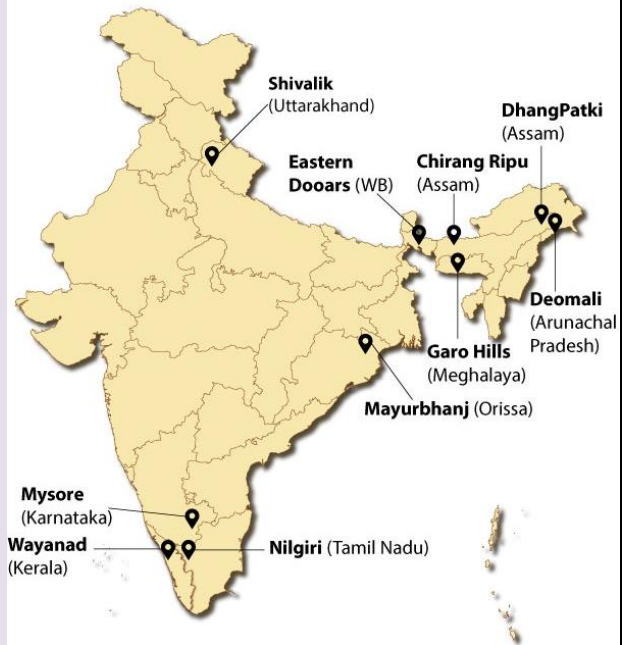 Shivalik
(Uttarakhand)
DhangPatki
(Assam)
Eastern
Dooars (WB)
Chirang Ripu
(Assam)
Deomali
(Arunachal
Pradesh)
Garo Hills
(Meghalaya)
Mayurbhanj (Orissa)
Mysore
(Karnataka)
Wayanad
(Kerala)
Nilgiri (Tamil Nadu)